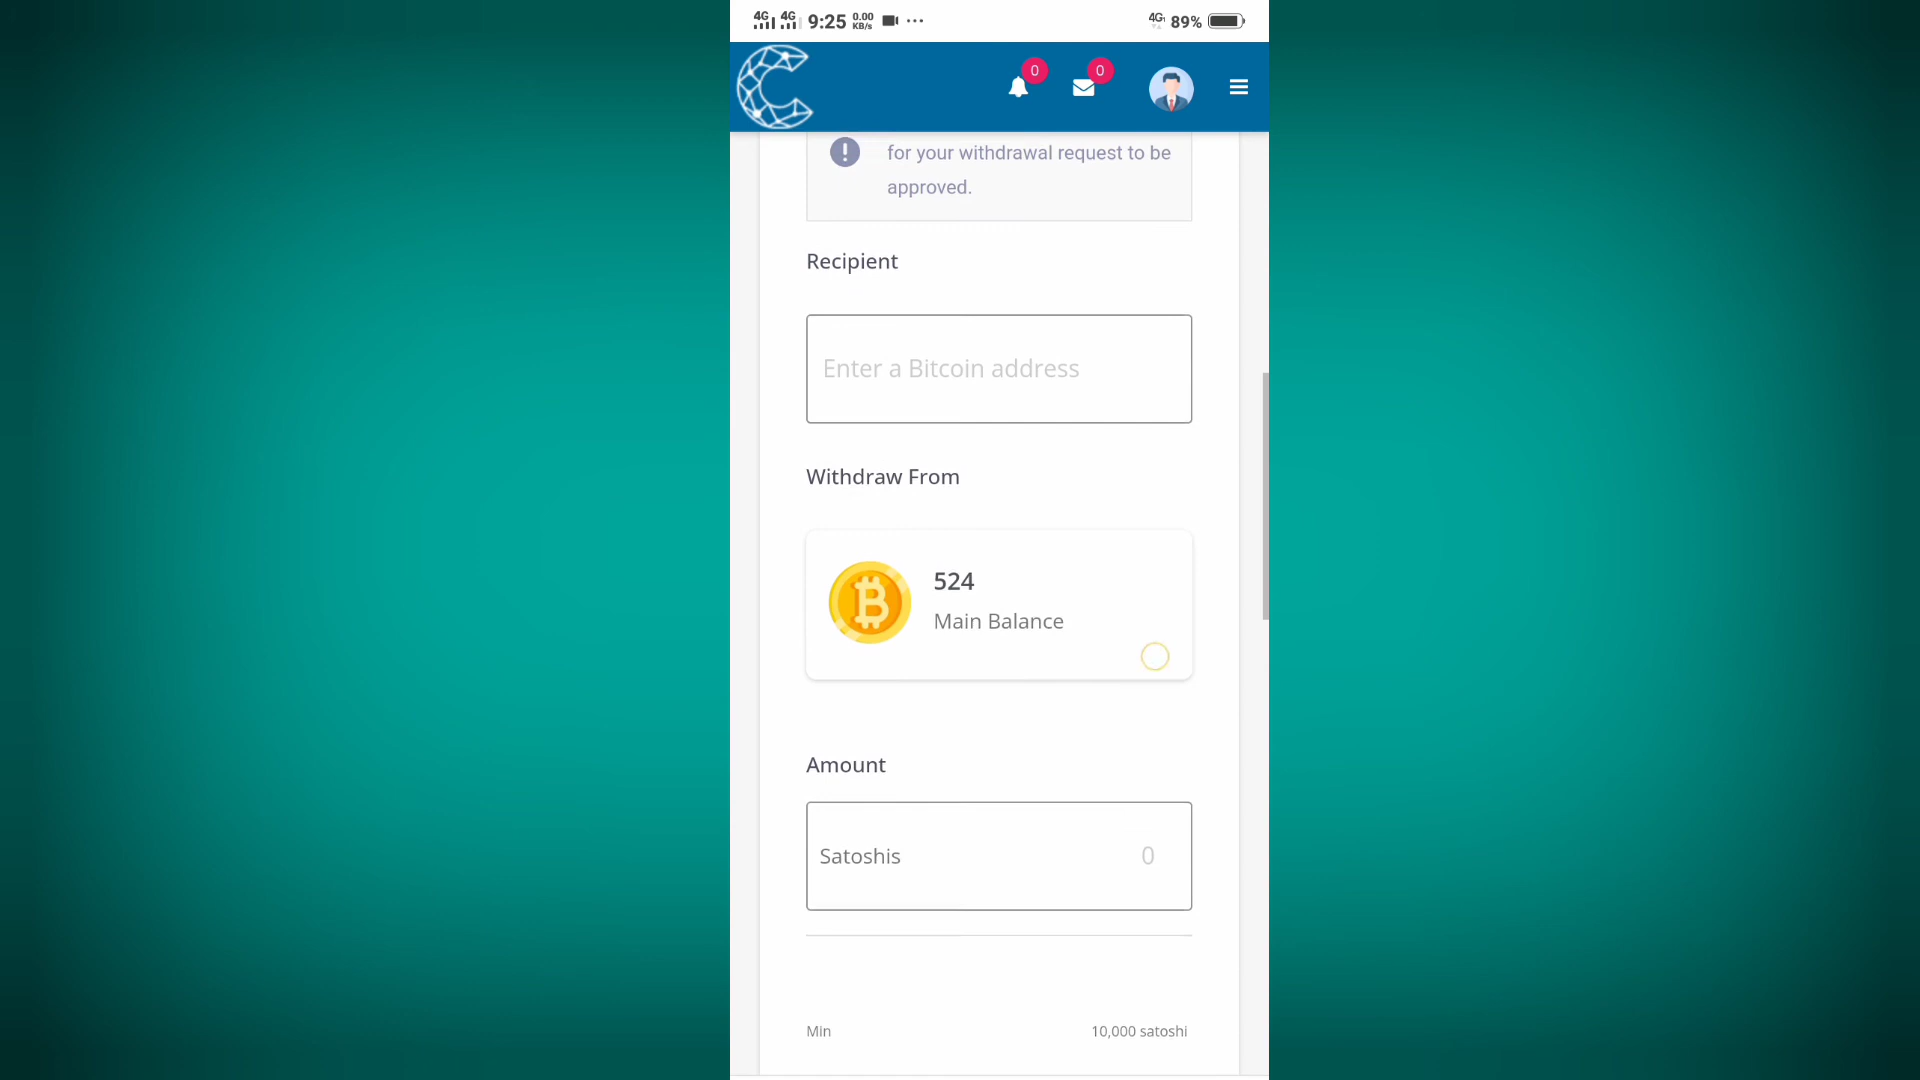 4G 4G 9:25 0.00 KB/s ... 4G 89%
0 0
for your withdrawal request to be
approved.
Recipient
Enter a Bitcoin address
Withdraw From
524
Main Balance
Amount
Satoshis 0
Min 10,000 satoshi